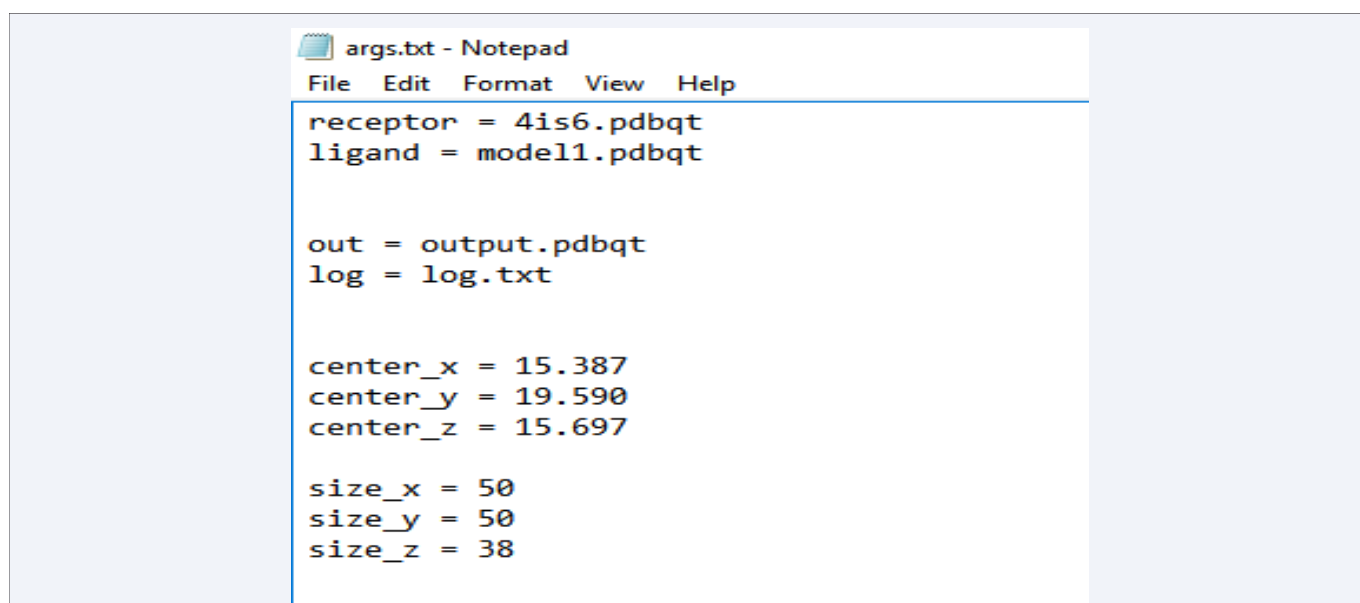 args.txt - Notepad
File Edit Format View Help
receptor = 4is6.pdbqt
ligand = model1.pdbqt
out = output.pdbqt
log = log.txt
center_x = 15.387
center_y = 19.590
center_z = 15.697
size_x = 50
size_y = 50
size_z = 38